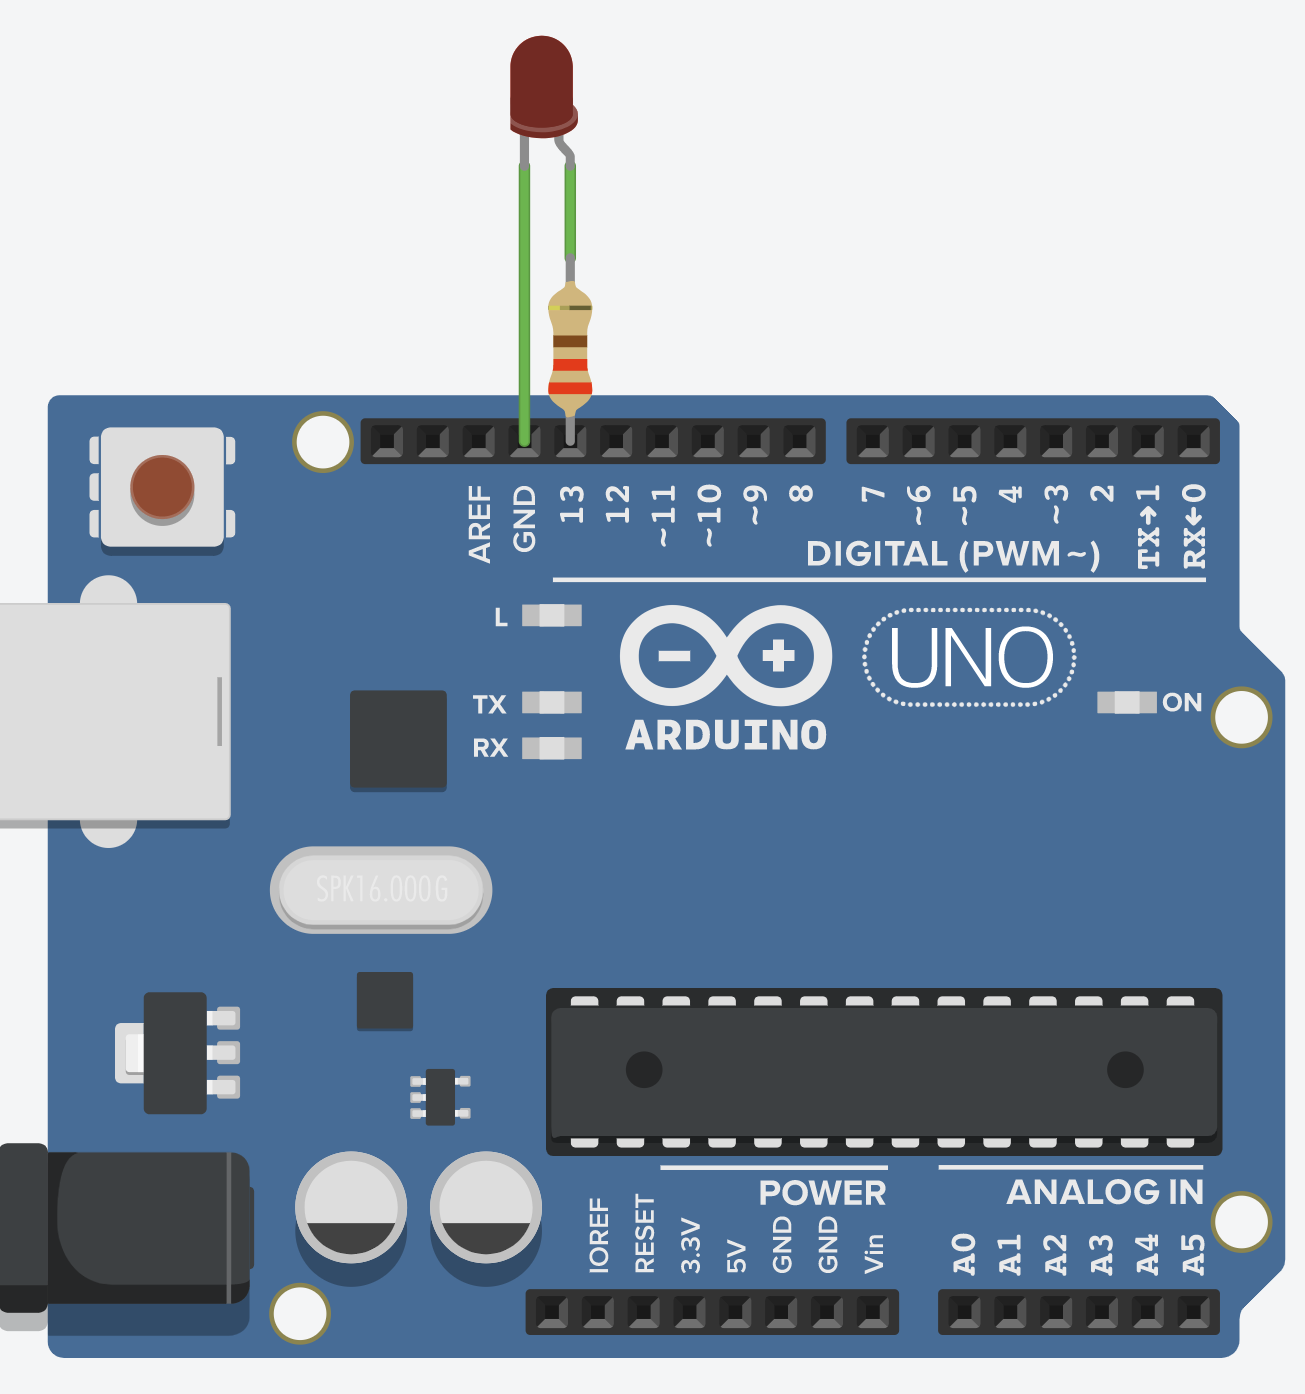 AREF
GND
13
12
~11
~10
~9
8
7
~6
~5
4
~3
2
TX→1
RX←0
DIGITAL (PWM~)
L
TX
RX
ARDUINO
UNO
ON
SPK16.000G
POWER
ANALOG IN
IOREF
RESET
3.3V
5V
GND
GND
Vin
A0
A1
A2
A3
A4
A5